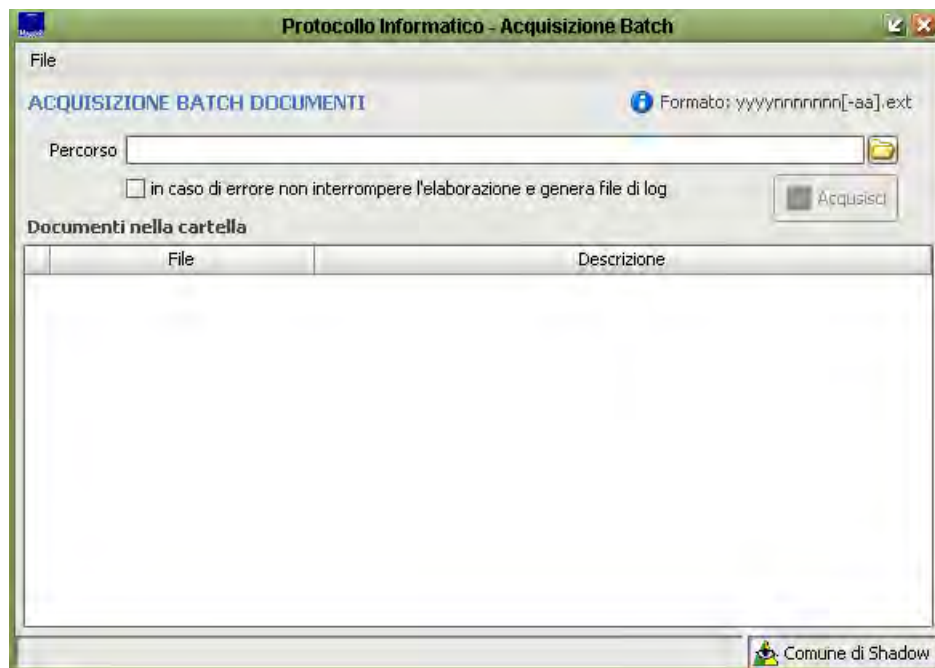 Protocollo Informatico - Acquisizione Batch
File
ACQUISIZIONE BATCH DOCUMENTI
Formato: yyyynnnnnnn[-aa].ext
Percorso
in caso di errore non interrompere l'elaborazione e genera file di log
Acquisisci
Documenti nella cartella
File Descrizione
Comune di Shadow